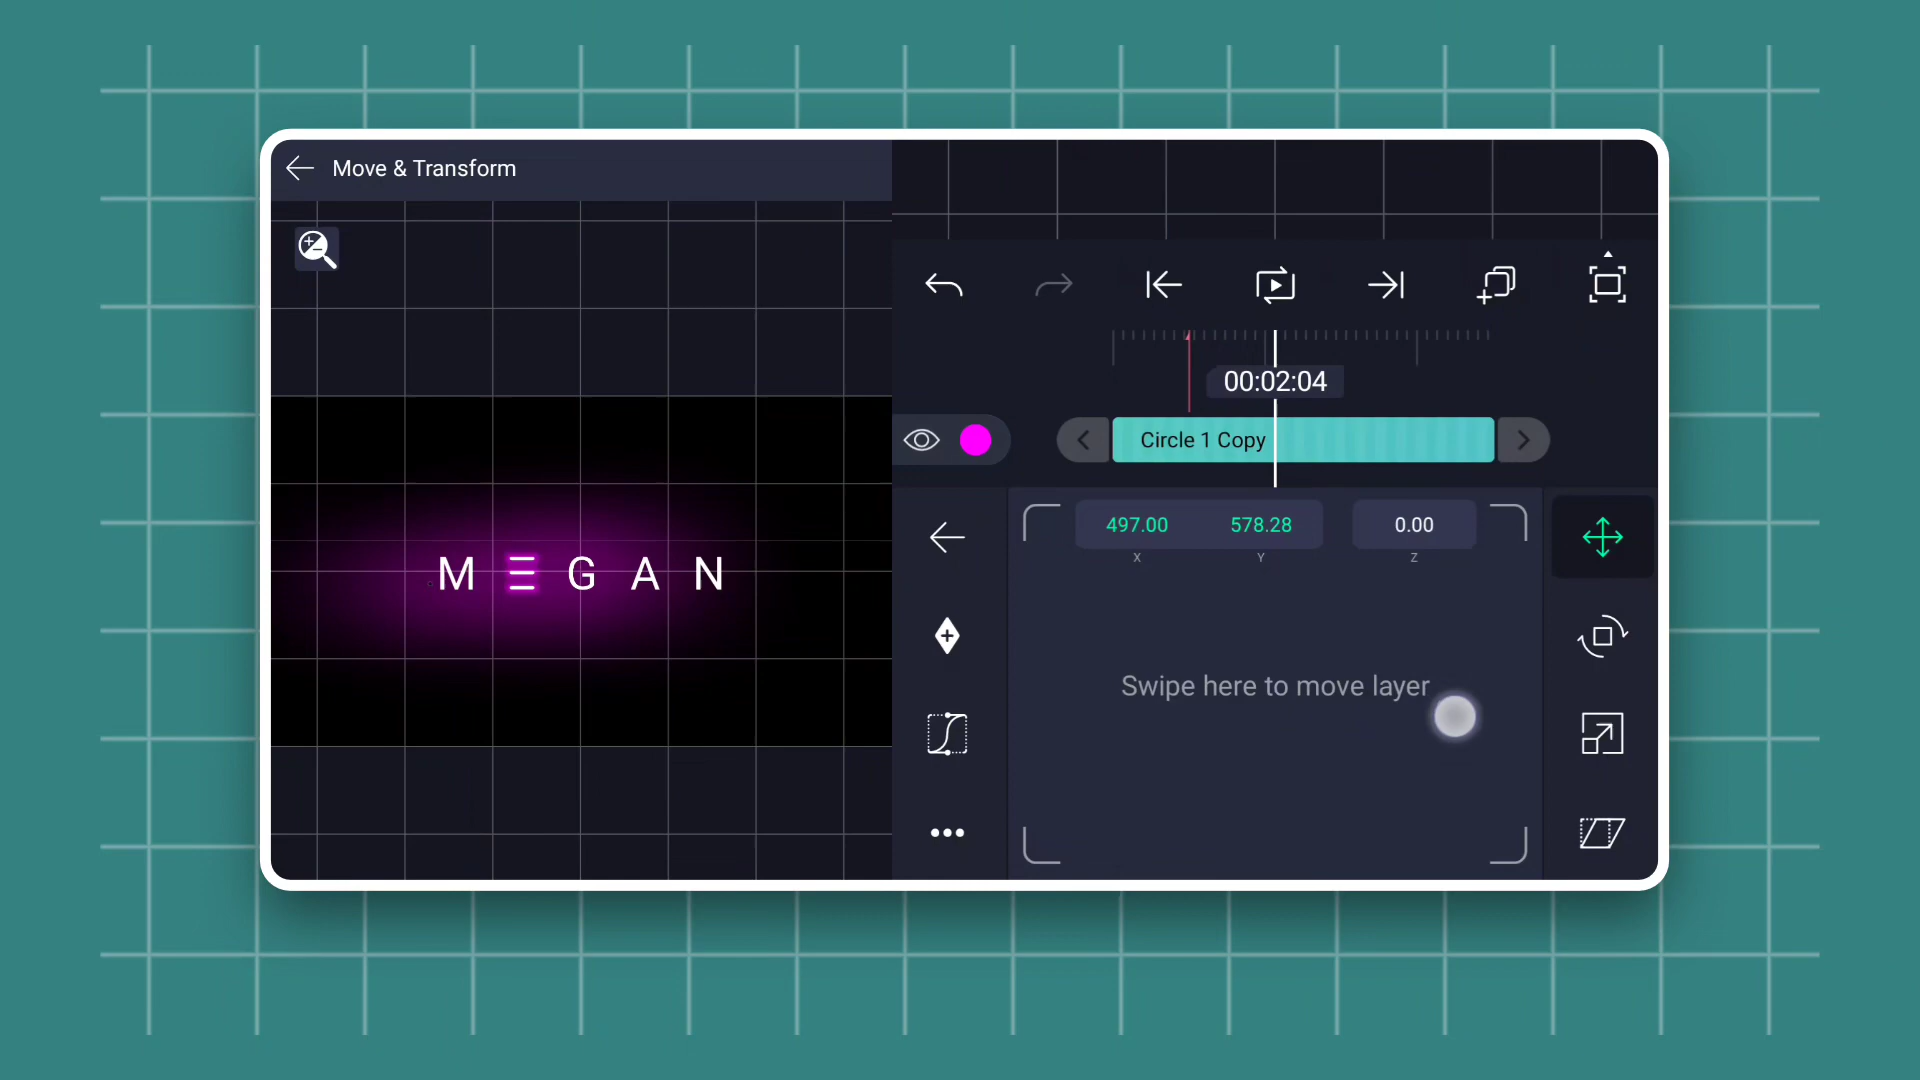 Move & Transform
00:02:04
Circle 1 Copy
497.00 578.28 0.00
X Y Z
M Ξ G A N
Swipe here to move layer